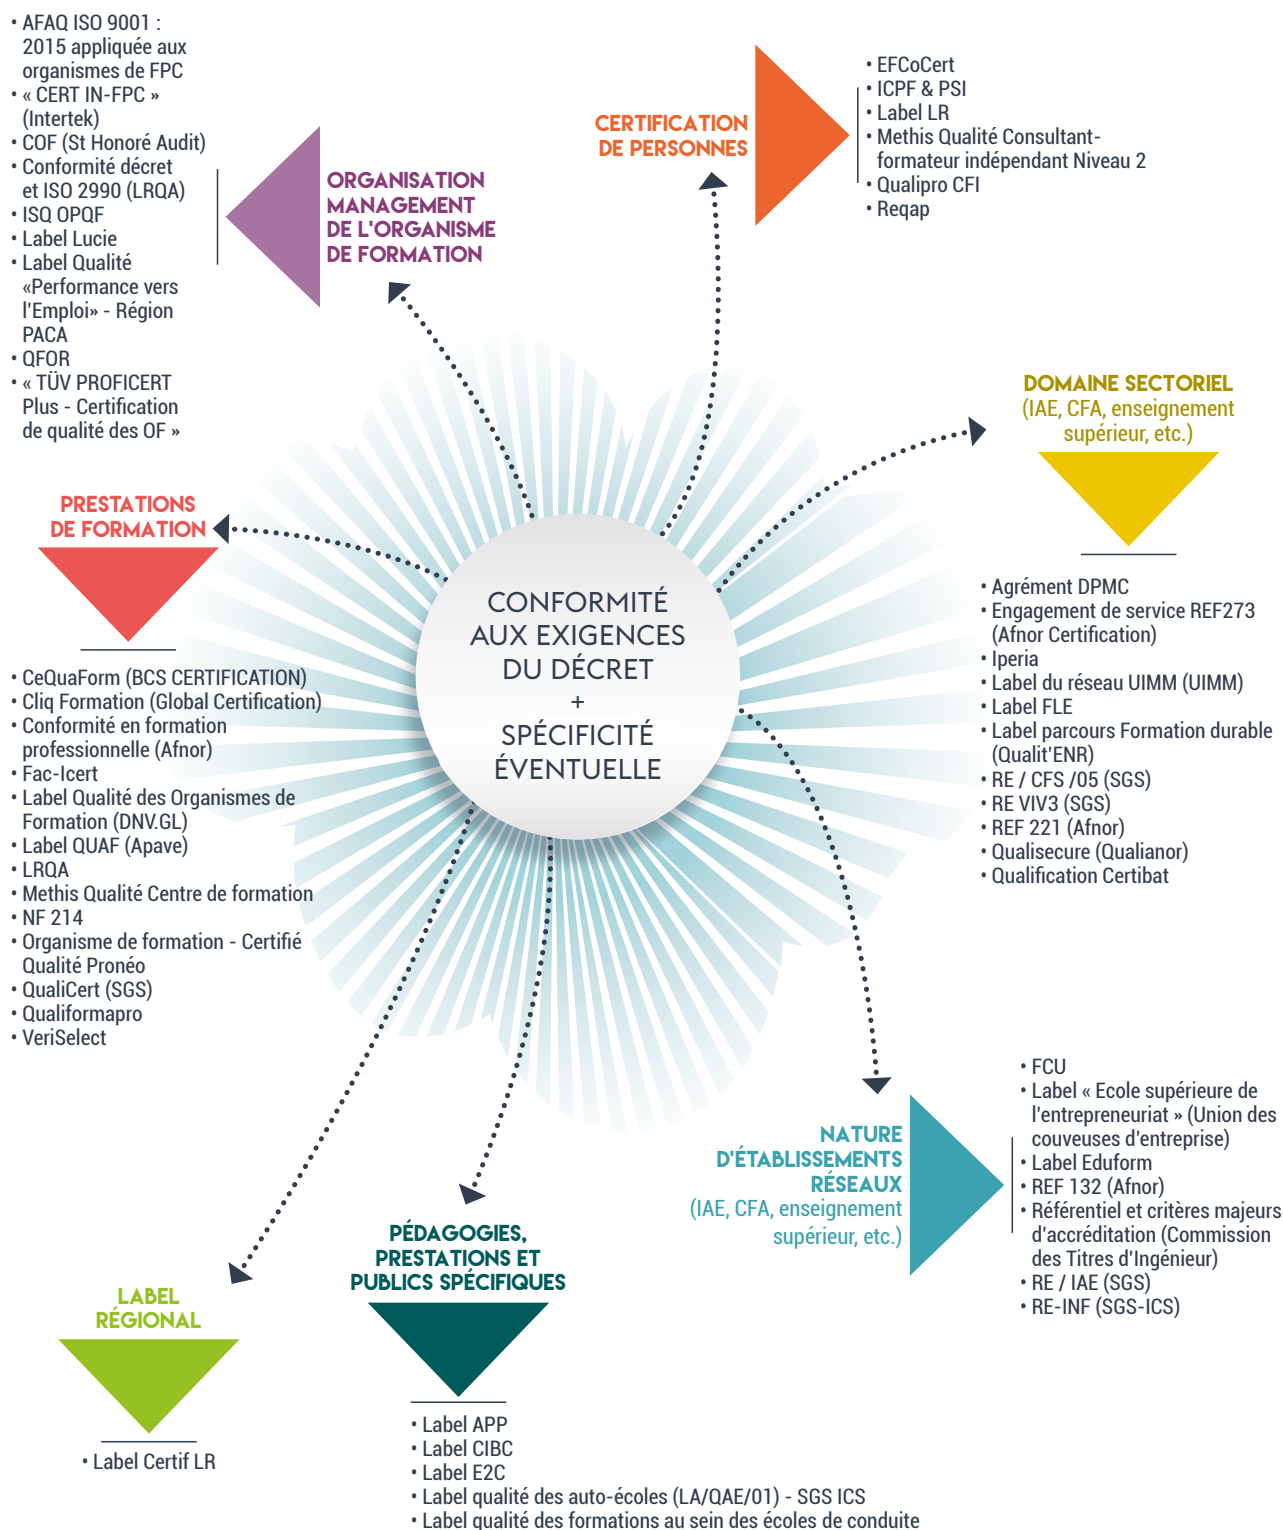 • AFAQ ISO 9001 :
2015 appliquée aux
organismes de FPC
• « CERT IN-FPC »
(Intertek)
• COF (St Honoré Audit)
• Conformité décret
et ISO 2990 (LRQA)
• ISQ OPQF
• Label Lucie
• Label Qualité
«Performance vers
l'Emploi» - Région
PACA
• QFOR
• « TÜV PROFICERT
Plus - Certification
de qualité des OF »
ORGANISATION
MANAGEMENT
DE L'ORGANISME
DE FORMATION
CERTIFICATION
DE PERSONNES
• EFCoCert
• ICPF & PSI
• Label LR
• Methis Qualité Consultant-
formateur indépendant Niveau 2
• Qualipro CFI
• Reqap
DOMAINE SECTORIEL
(IAE, CFA, enseignement
supérieur, etc.)
• Agrément DPMC
• Engagement de service REF273
(Afnor Certification)
• Iperia
• Label du réseau UIMM (UIMM)
• Label FLE
• Label parcours Formation durable
(Qualit'ENR)
• RE / CFS /05 (SGS)
• RE VIV3 (SGS)
• REF 221 (Afnor)
• Qualisecure (Qualianor)
• Qualification Certibat
PRESTATIONS
DE FORMATION
• CeQuaForm (BCS CERTIFICATION)
• Cliq Formation (Global Certification)
• Conformité en formation
professionnelle (Afnor)
• Fac-Icert
• Label Qualité des Organismes de
Formation (DNV.GL)
• Label QUAF (Apave)
• LRQA
• Methis Qualité Centre de formation
• NF 214
• Organisme de formation - Certifié
Qualité Pronéo
• QualiCert (SGS)
• Qualiformapro
• VeriSelect
CONFORMITÉ
AUX EXIGENCES
DU DÉCRET
+
SPÉCIFICITÉ
ÉVENTUELLE
NATURE
D'ÉTABLISSEMENTS
RÉSEAUX
(IAE, CFA, enseignement
supérieur, etc.)
• FCU
• Label « Ecole supérieure de
l'entrepreneuriat » (Union des
couveuses d'entreprise)
• Label Eduform
• REF 132 (Afnor)
• Référentiel et critères majeurs
d'accréditation (Commission
des Titres d'Ingénieur)
• RE / IAE (SGS)
• RE-INF (SGS-ICS)
PÉDAGOGIES,
PRESTATIONS ET
PUBLICS SPÉCIFIQUES
• Label APP
• Label CIBC
• Label E2C
• Label qualité des auto-écoles (LA/QAE/01) - SGS ICS
• Label qualité des formations au sein des écoles de conduite
LABEL
RÉGIONAL
• Label Certif LR